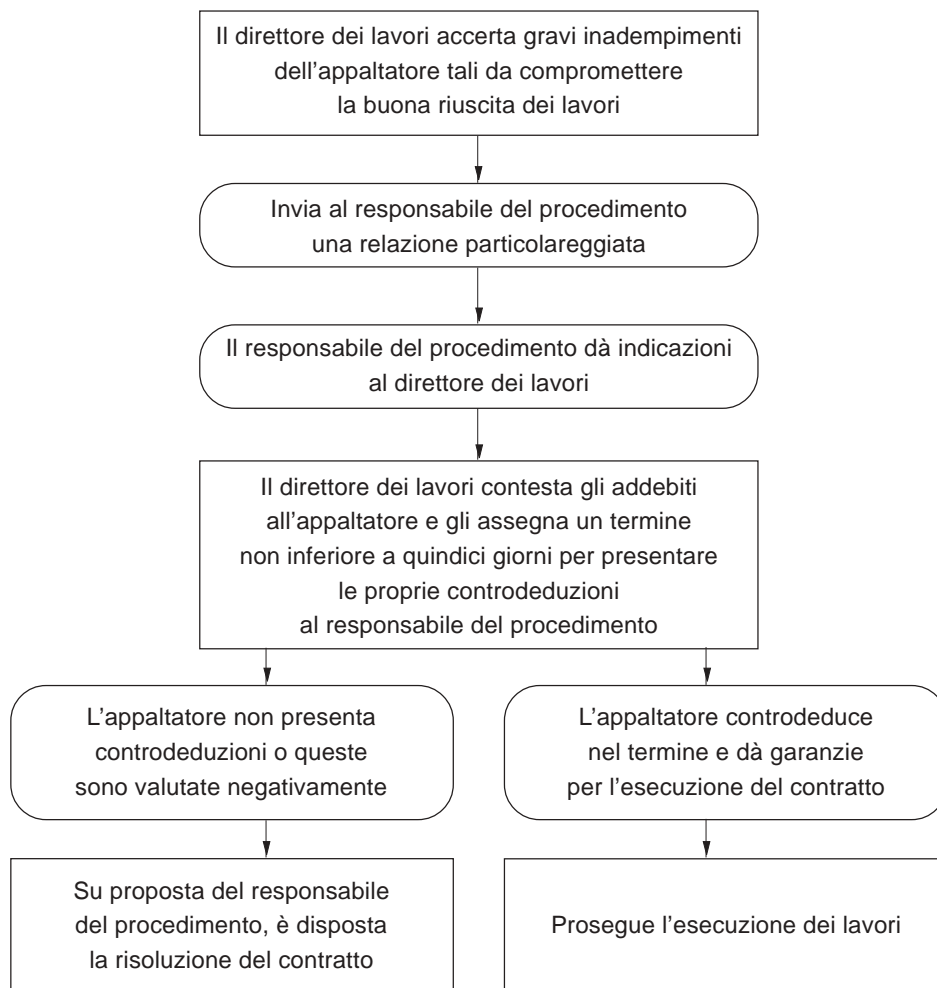 Il direttore dei lavori accerta gravi inadempimenti
dell’appaltatore tali da compromettere
la buona riuscita dei lavori
Invia al responsabile del procedimento
una relazione particolareggiata
Il responsabile del procedimento dà indicazioni
al direttore dei lavori
Il direttore dei lavori contesta gli addebiti
all’appaltatore e gli assegna un termine
non inferiore a quindici giorni per presentare
le proprie controdeduzioni
al responsabile del procedimento
L’appaltatore non presenta
controdeduzioni o queste
sono valutate negativamente
L’appaltatore controdeduce
nel termine e dà garanzie
per l’esecuzione del contratto
Su proposta del responsabile
del procedimento, è disposta
la risoluzione del contratto
Prosegue l’esecuzione dei lavori